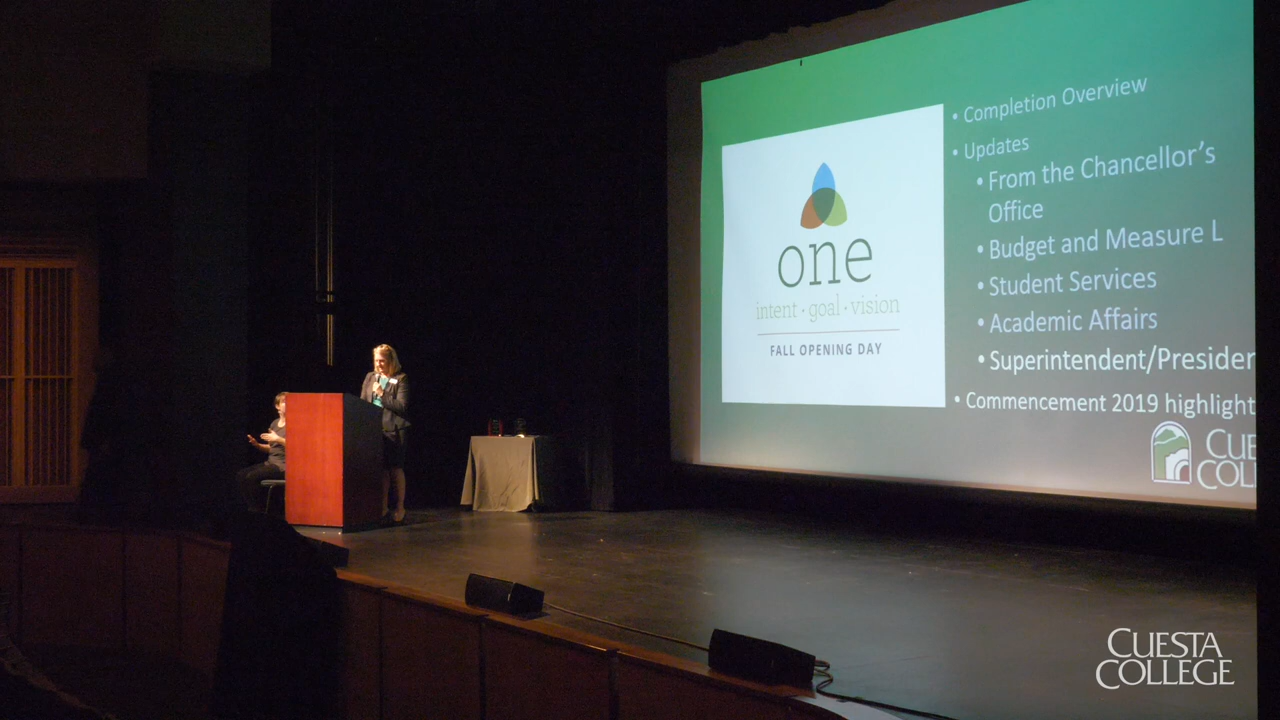 one
intent · goal · vision
FALL OPENING DAY
• Completion Overview
• Updates
• From the Chancellor's
Office
• Budget and Measure L
• Student Services
• Academic Affairs
• Superintendent/Presiden
• Commencement 2019 highlight
CUE
COL
CUESTA
COLLEGE